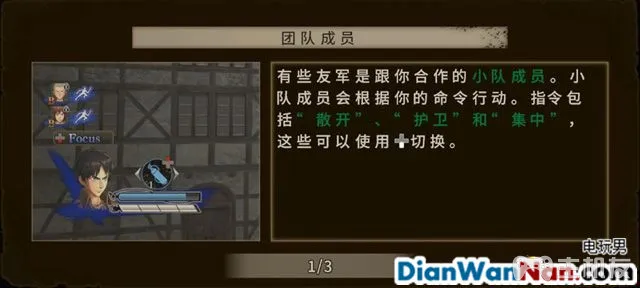 团队成员
有些友军是跟你合作的小队成员。小
队成员会根据你的命令行动。指令包
括“散开”、“护卫”和“集中”，
这些可以使用✚切换。
Focus
1
1/3
电玩男
DianWanNan.com